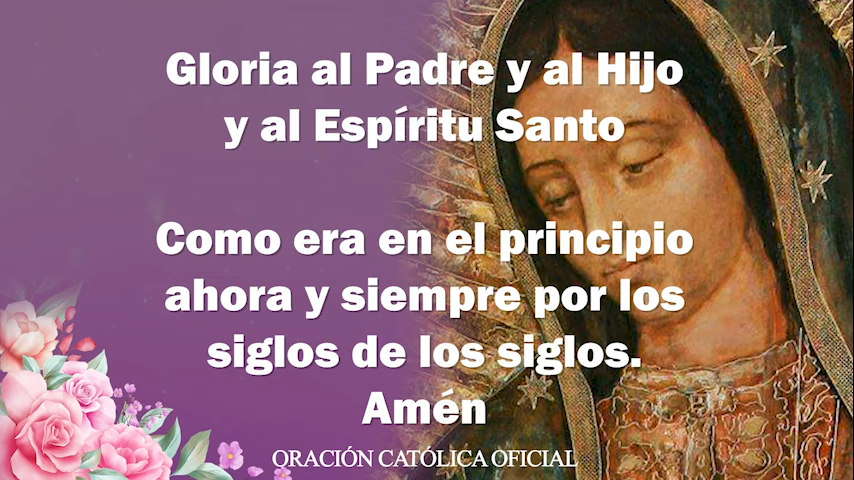 Gloria al Padre y al Hijo
y al Espíritu Santo
Como era en el principio
ahora y siempre por los
siglos de los siglos.
Amén
ORACIÓN CATÓLICA OFICIAL